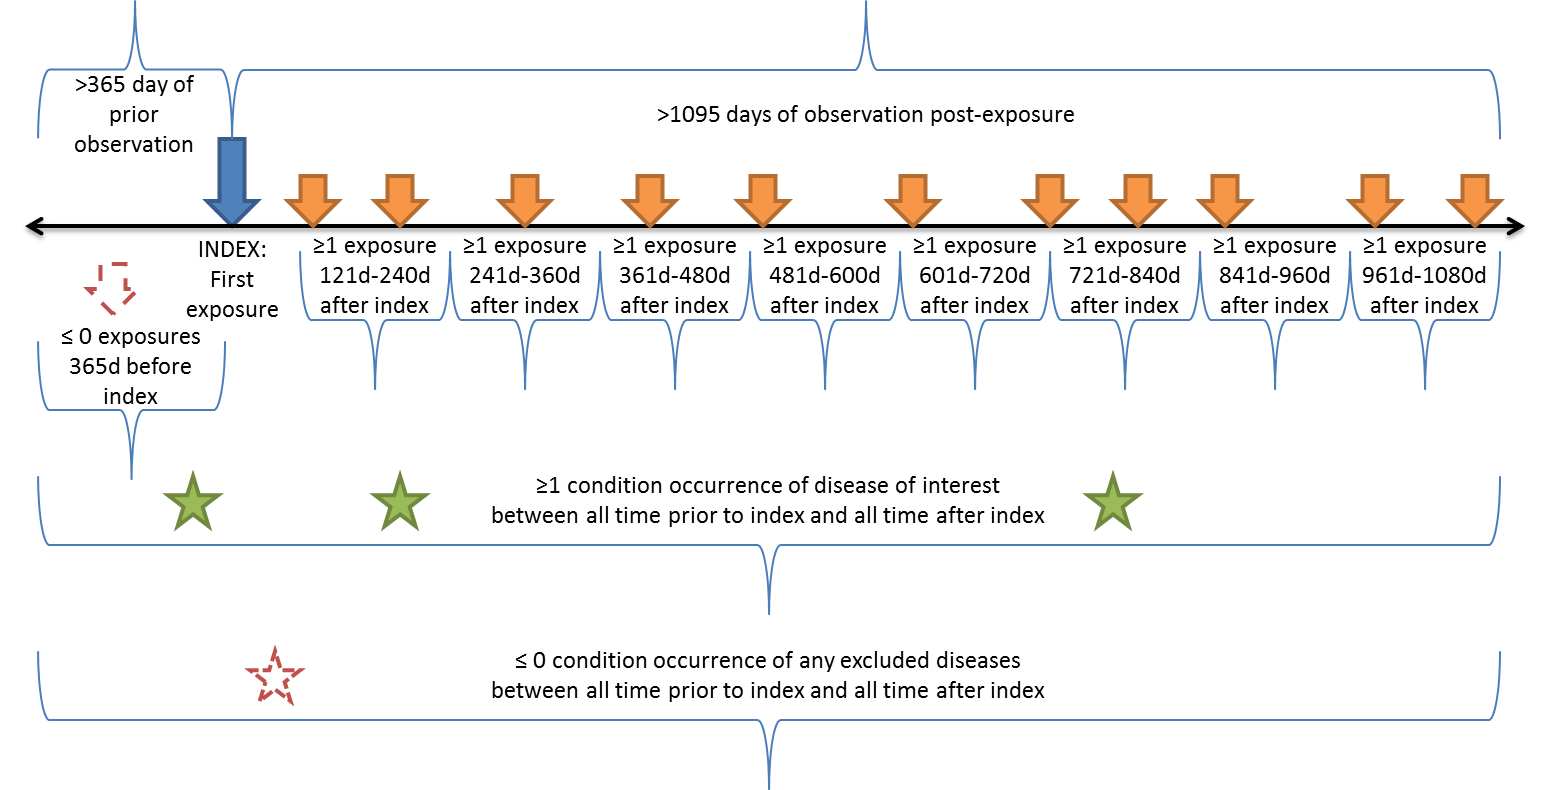 >365 day of
prior
observation
>1095 days of observation post-exposure
INDEX:
First
exposure
≥1 exposure
121d-240d
after index
≥1 exposure
241d-360d
after index
≥1 exposure
361d-480d
after index
≥1 exposure
481d-600d
after index
≥1 exposure
601d-720d
after index
≥1 exposure
721d-840d
after index
≥1 exposure
841d-960d
after index
≥1 exposure
961d-1080d
after index
≤ 0 exposures
365d before
index
≥1 condition occurrence of disease of interest
between all time prior to index and all time after index
≤ 0 condition occurrence of any excluded diseases
between all time prior to index and all time after index